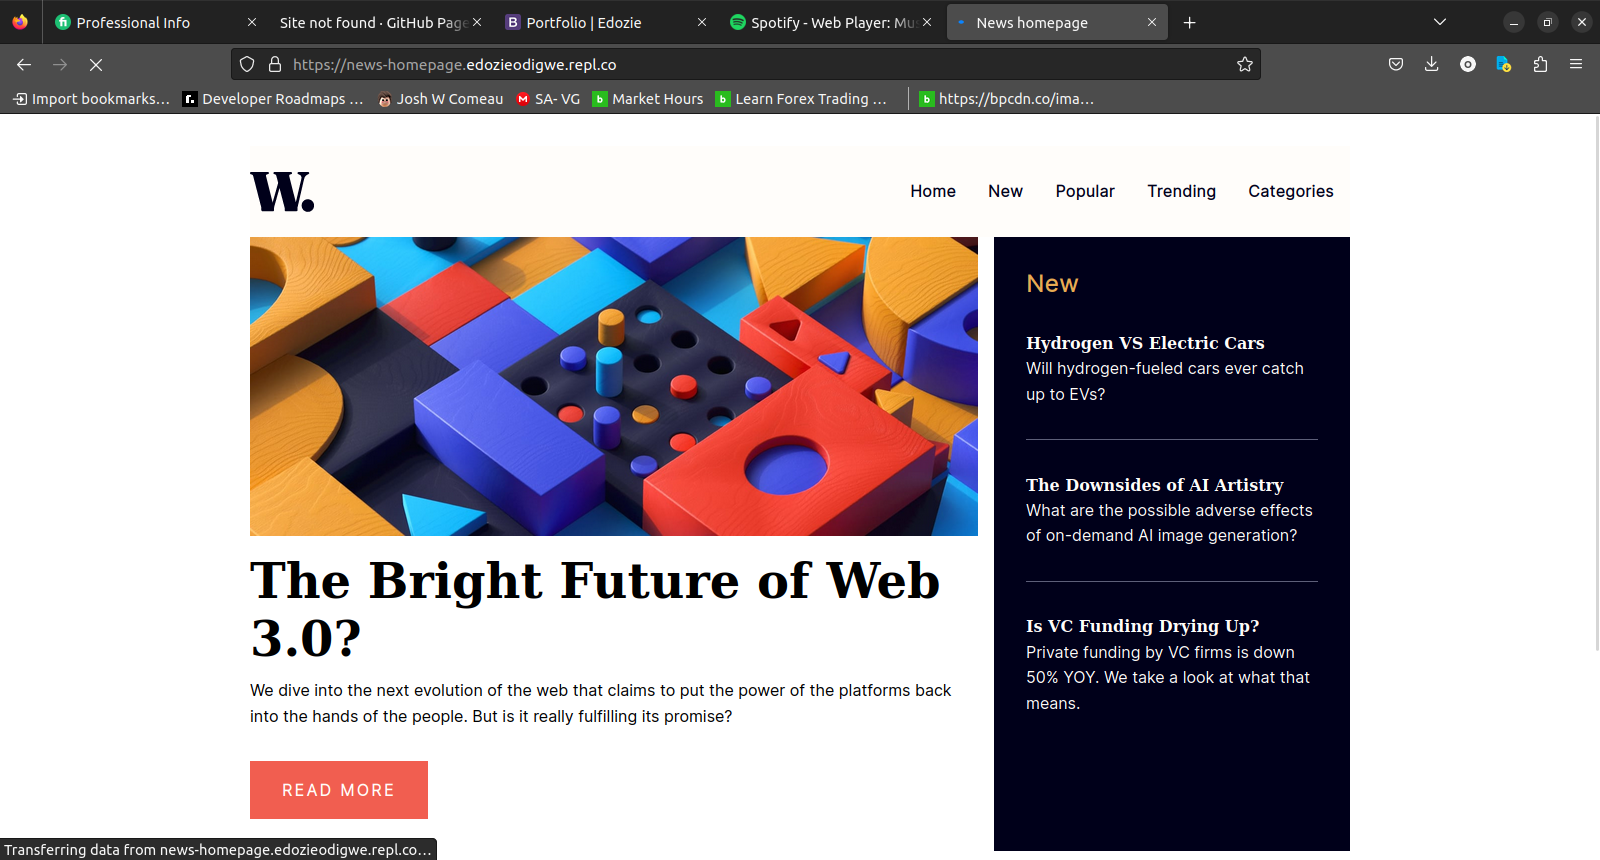 Professional Info
Site not found · GitHub Page
Portfolio | Edozie
Spotify - Web Player: Mu
News homepage
https://news-homepage.edozieodigwe.repl.co
Import bookmarks...
Developer Roadmaps ...
Josh W Comeau
SA- VG
Market Hours
Learn Forex Trading ...
https://bpcdn.co/ima...
W.
Home
New
Popular
Trending
Categories
The Bright Future of Web
3.0?
We dive into the next evolution of the web that claims to put the power of the platforms back
into the hands of the people. But is it really fulfilling its promise?
READ MORE
New
Hydrogen VS Electric Cars
Will hydrogen-fueled cars ever catch
up to EVs?
The Downsides of AI Artistry
What are the possible adverse effects
of on-demand AI image generation?
Is VC Funding Drying Up?
Private funding by VC firms is down
50% YOY. We take a look at what that
means.
Transferring data from news-homepage.edozieodigwe.repl.co...